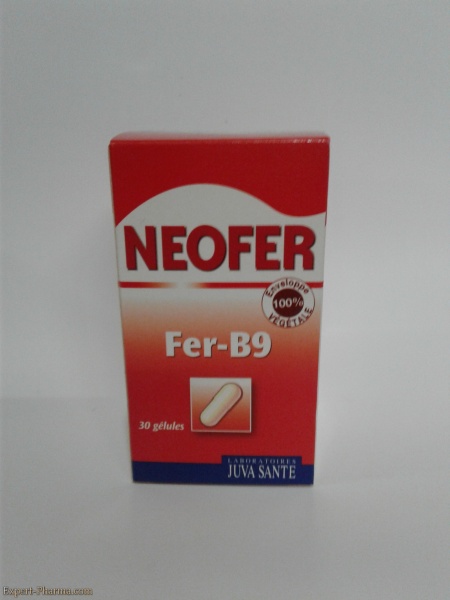 NEOFER
Enveloppe
100%
VÉGÉTALE
Fer-B9
30 gélules
LABORATOIRES
JUVA SANTE
Expert-Pharma.com